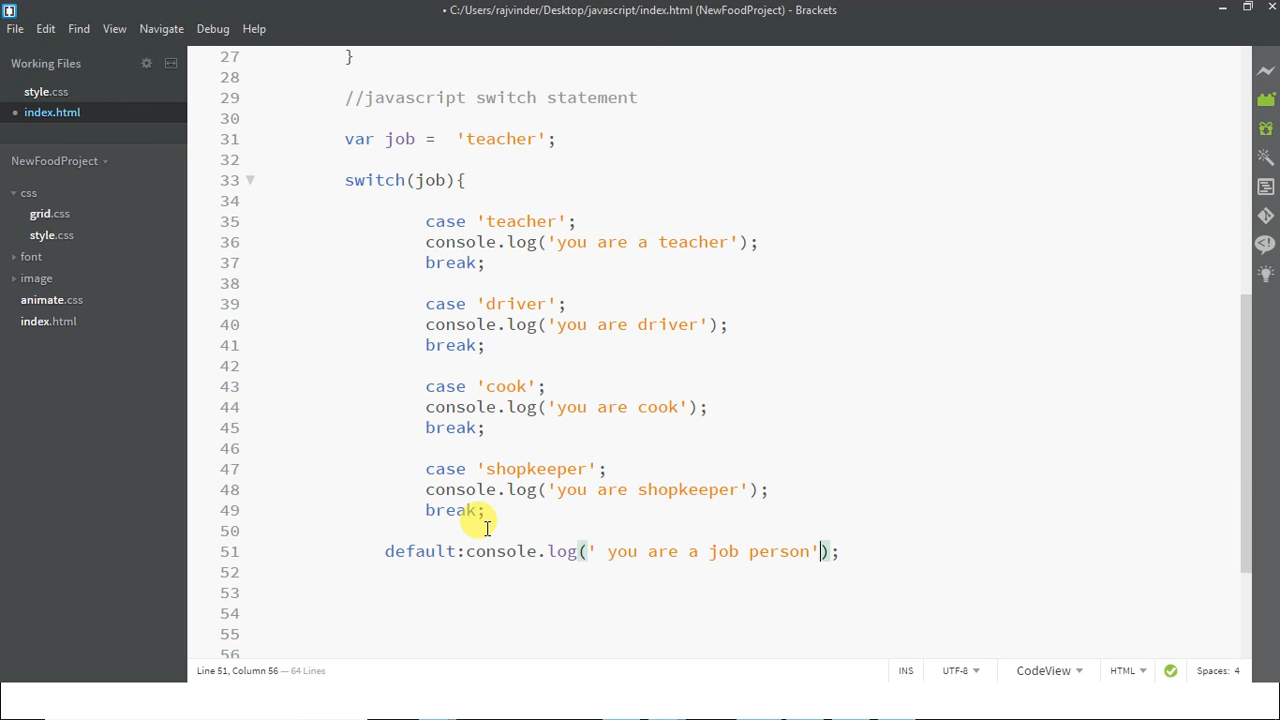 • C:/Users/rajvinder/Desktop/javascript/index.html (NewFoodProject) - Brackets
File Edit Find View Navigate Debug Help
Working Files
style.css
• index.html
NewFoodProject
css
grid.css
style.css
font
image
animate.css
index.html
27 }
28
29 //javascript switch statement
30
31 var job =  'teacher';
32
33 switch(job){
34
35 case 'teacher';
36 console.log('you are a teacher');
37 break;
38
39 case 'driver';
40 console.log('you are driver');
41 break;
42
43 case 'cook';
44 console.log('you are cook');
45 break;
46
47 case 'shopkeeper';
48 console.log('you are shopkeeper');
49 break;
50
51 default:console.log(' you are a job person');
52
53
54
55
56
Line 51, Column 56 — 64 Lines
INS UTF-8 CodeView HTML Spaces: 4